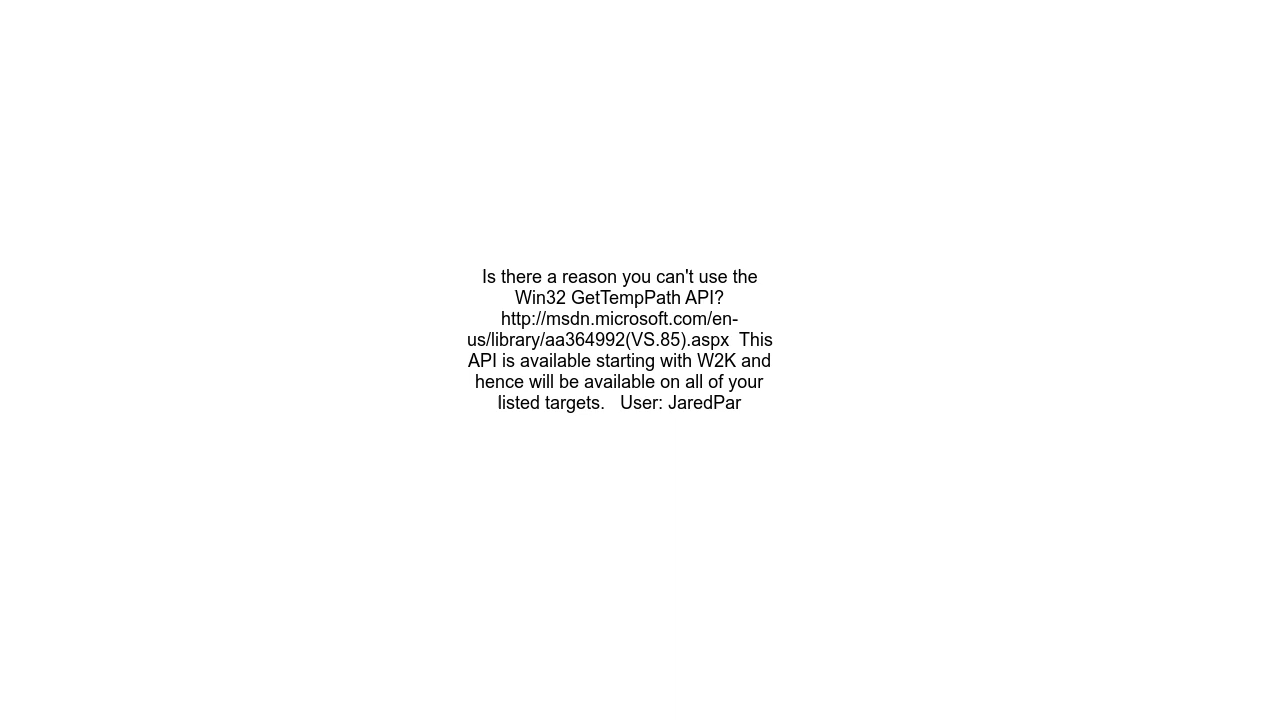 Is there a reason you can't use the
Win32 GetTempPath API?
http://msdn.microsoft.com/en-
us/library/aa364992(VS.85).aspx  This
API is available starting with W2K and
hence will be available on all of your
listed targets.   User: JaredPar